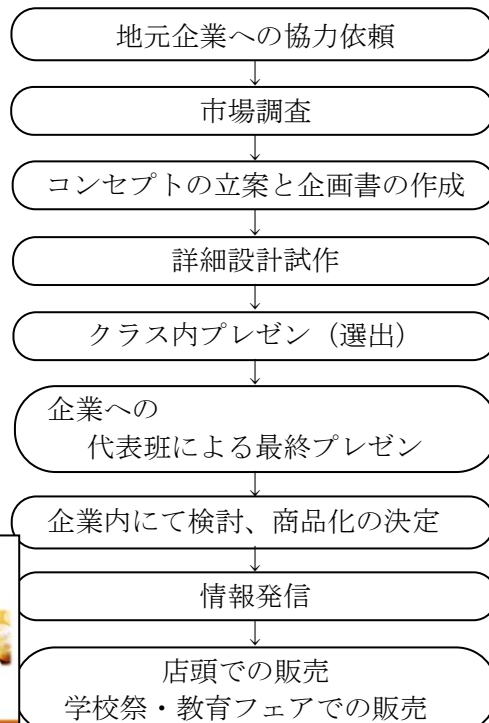 地元企業への協力依頼
市場調査
コンセプトの立案と企画書の作成
詳細設計試作
クラス内プレゼン（選出）
企業への
代表班による最終プレゼン
企業内にて検討、商品化の決定
情報発信
店頭での販売
学校祭・教育フェアでの販売